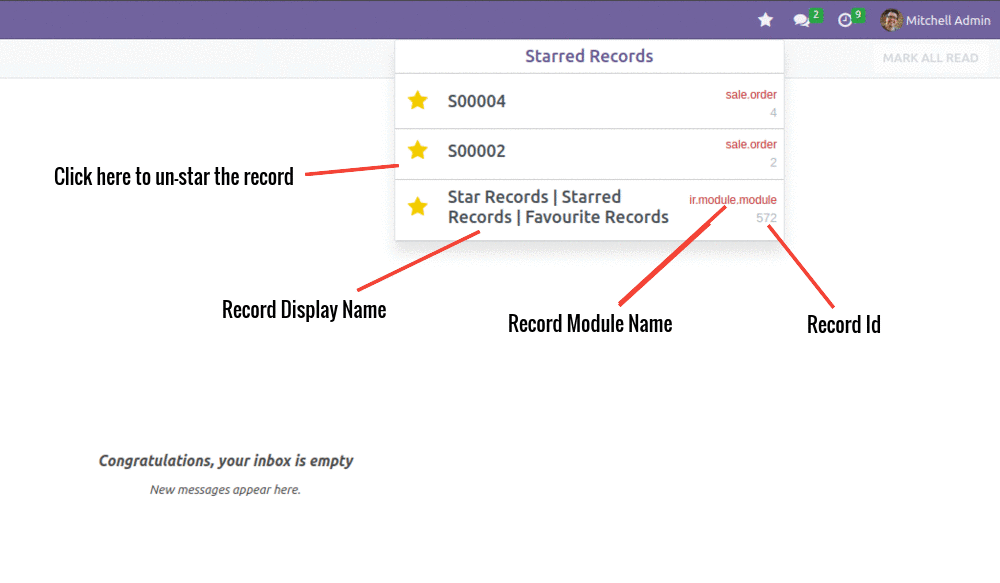 2
9
Mitchell Admin
Starred Records
MARK ALL READ
S00004
sale.order
4
S00002
sale.order
2
Click here to un-star the record
Star Records | Starred
Records | Favourite Records
ir.module.module
572
Record Display Name
Record Module Name
Record Id
Congratulations, your inbox is empty
New messages appear here.